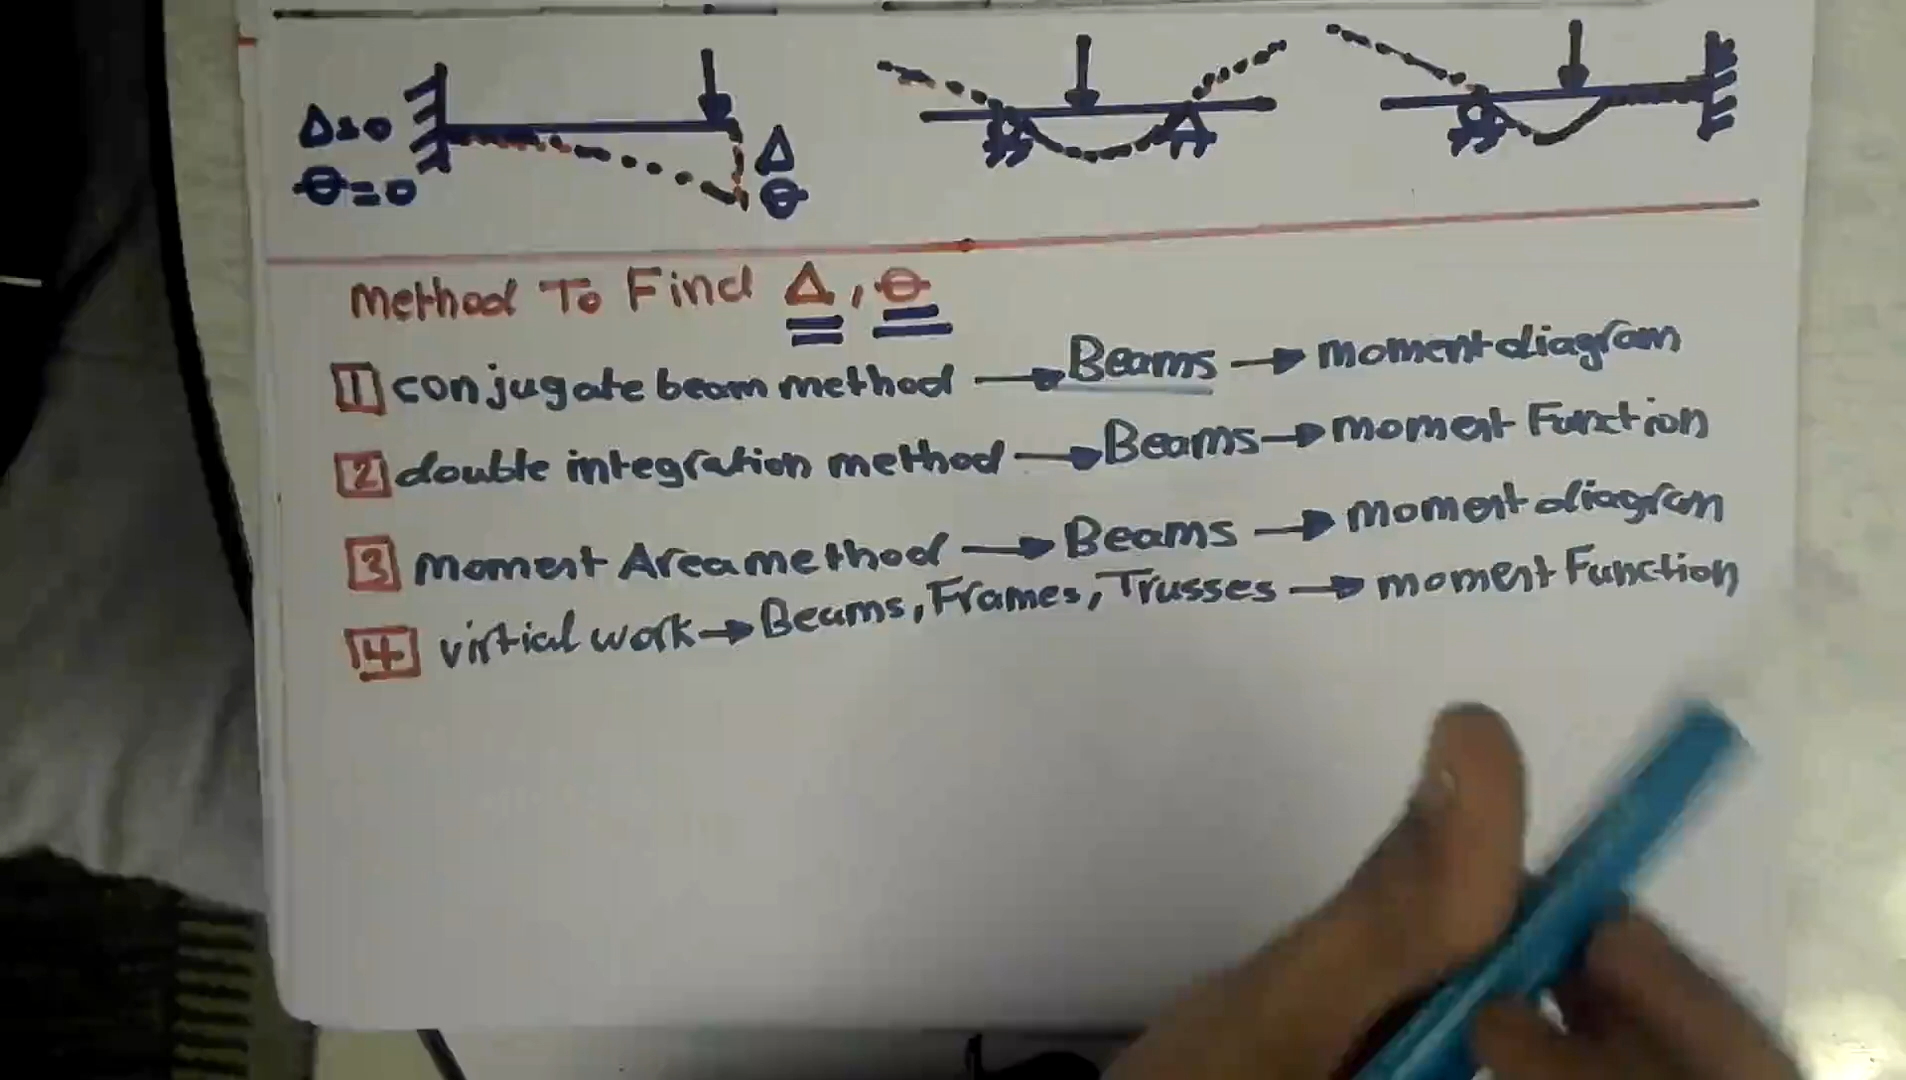 Δ=0
θ=0
Δ
θ
Method To Find Δ, θ
1 conjugate beam method → Beams → moment diagram
2 double integration method → Beams → moment Function
3 moment Area method → Beams → moment diagram
4 virtial work → Beams, Frames, Trusses → moment Function